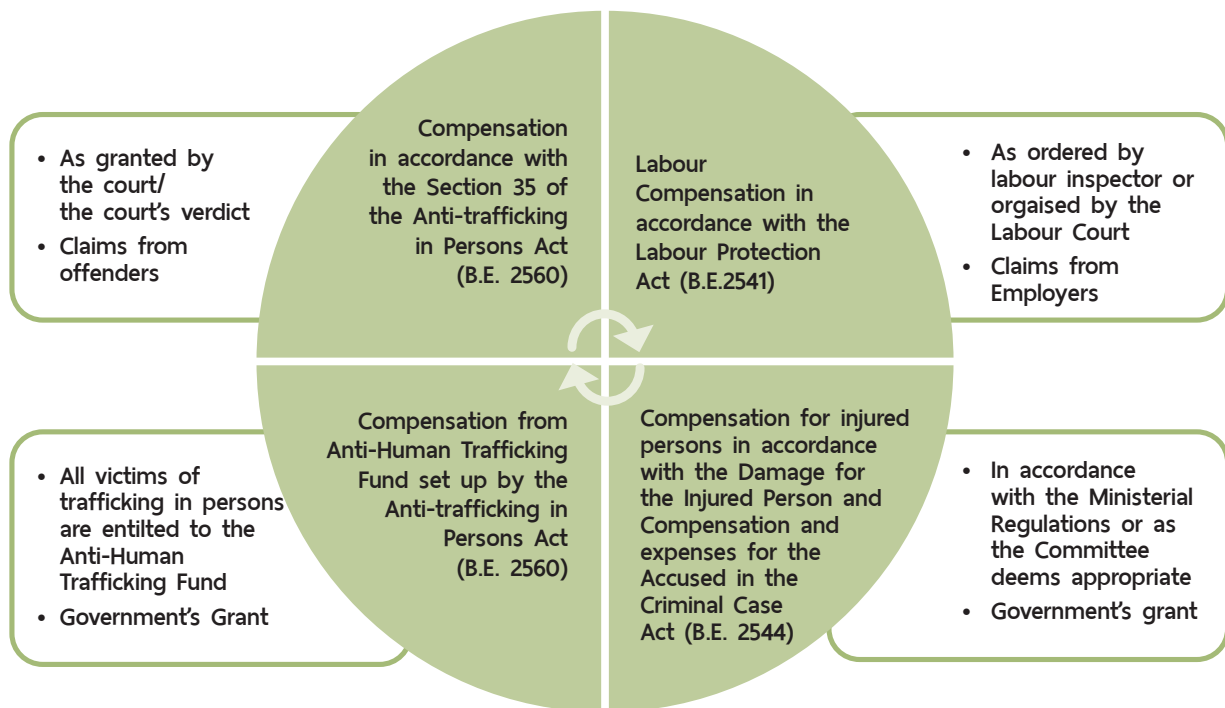 • As granted by
the court/
the court's verdict
• Claims from
offenders
Compensation
in accordance with
the Section 35 of
the Anti-trafficking
in Persons Act
(B.E. 2560)
Labour
Compensation in
accordance with the
Labour Protection
Act (B.E.2541)
• As ordered by
labour inspector or
orgaised by the
Labour Court
• Claims from
Employers
• All victims of
trafficking in persons
are entilted to the
Anti-Human
Trafficking Fund
• Government's Grant
Compensation from
Anti-Human Trafficking
Fund set up by the
Anti-trafficking in
Persons Act
(B.E. 2560)
Compensation for injured
persons in accordance
with the Damage for
the Injured Person and
Compensation and
expenses for the
Accused in the
Criminal Case
Act (B.E. 2544)
• In accordance
with the Ministerial
Regulations or as
the Committee
deems appropriate
• Government's grant